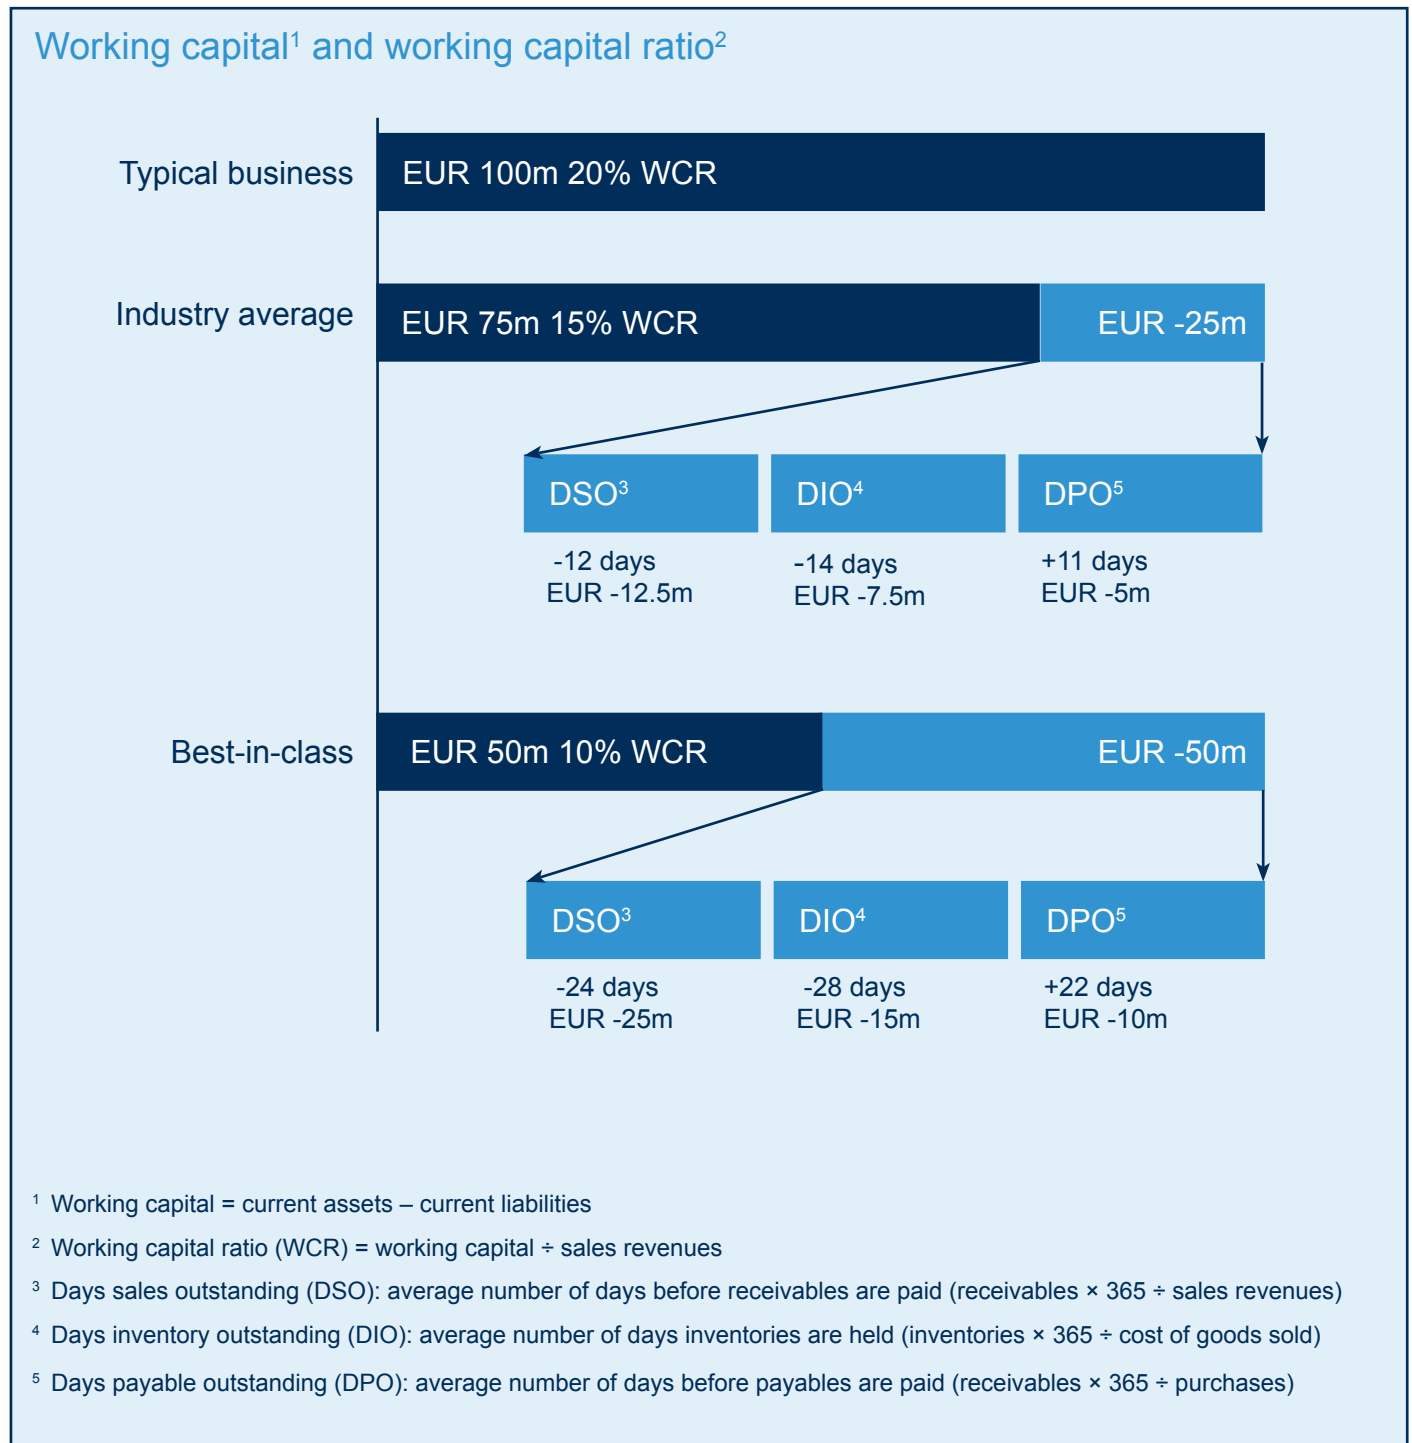 Working capital¹ and working capital ratio²
Typical business
EUR 100m 20% WCR
Industry average
EUR 75m 15% WCR
EUR -25m
DSO³
DIO⁴
DPO⁵
-12 days
EUR -12.5m
-14 days
EUR -7.5m
+11 days
EUR -5m
Best-in-class
EUR 50m 10% WCR
EUR -50m
DSO³
DIO⁴
DPO⁵
-24 days
EUR -25m
-28 days
EUR -15m
+22 days
EUR -10m
¹ Working capital = current assets – current liabilities
² Working capital ratio (WCR) = working capital ÷ sales revenues
³ Days sales outstanding (DSO): average number of days before receivables are paid (receivables × 365 ÷ sales revenues)
⁴ Days inventory outstanding (DIO): average number of days inventories are held (inventories × 365 ÷ cost of goods sold)
⁵ Days payable outstanding (DPO): average number of days before payables are paid (receivables × 365 ÷ purchases)